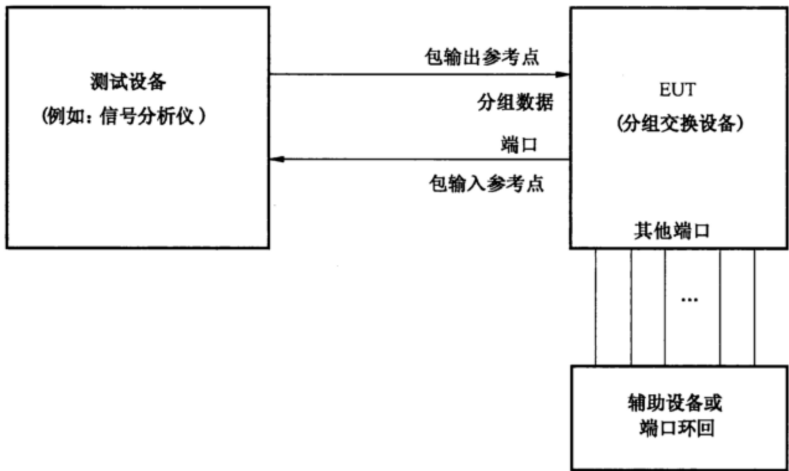 测试设备
(例如：信号分析仪)
包输出参考点
分组数据
端口
包输入参考点
EUT
(分组交换设备)
其他端口
...
辅助设备或
端口环回